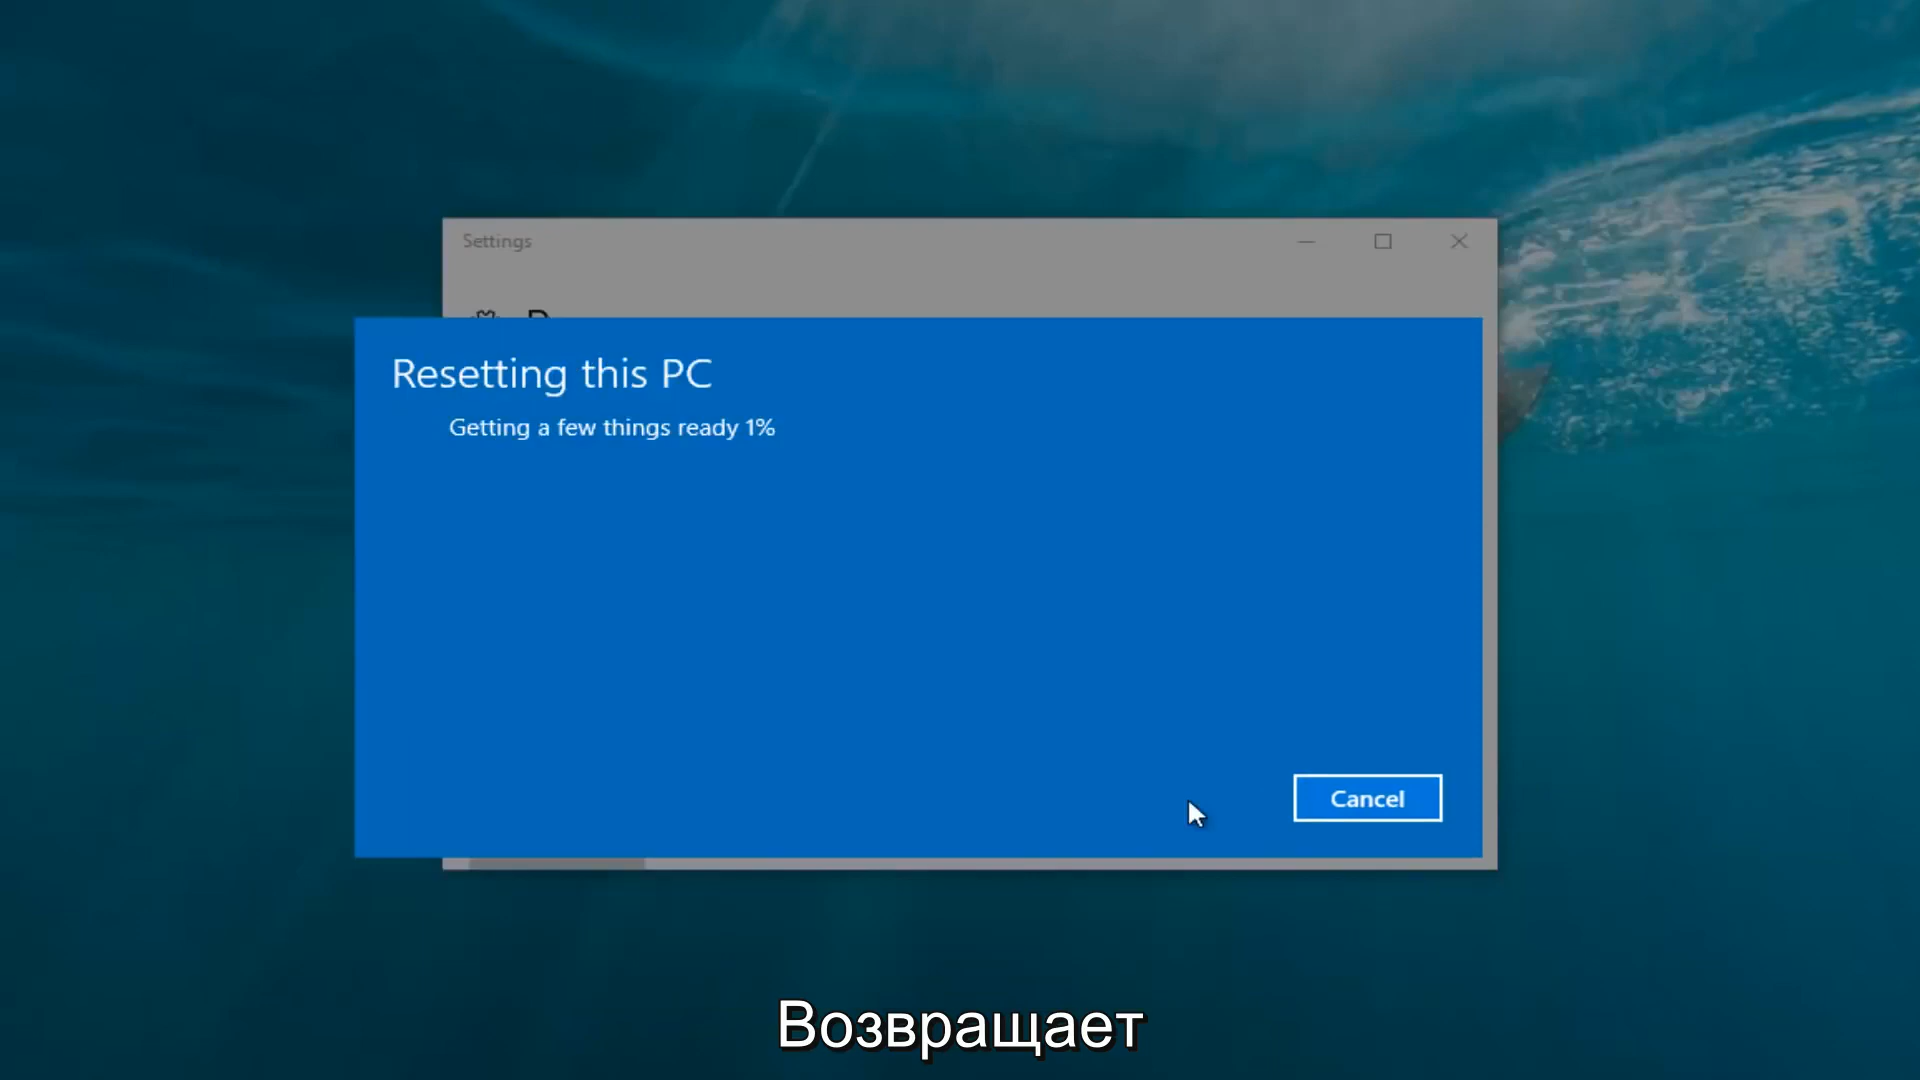 Settings
Resetting this PC
Getting a few things ready 1%
Cancel
Возвращает